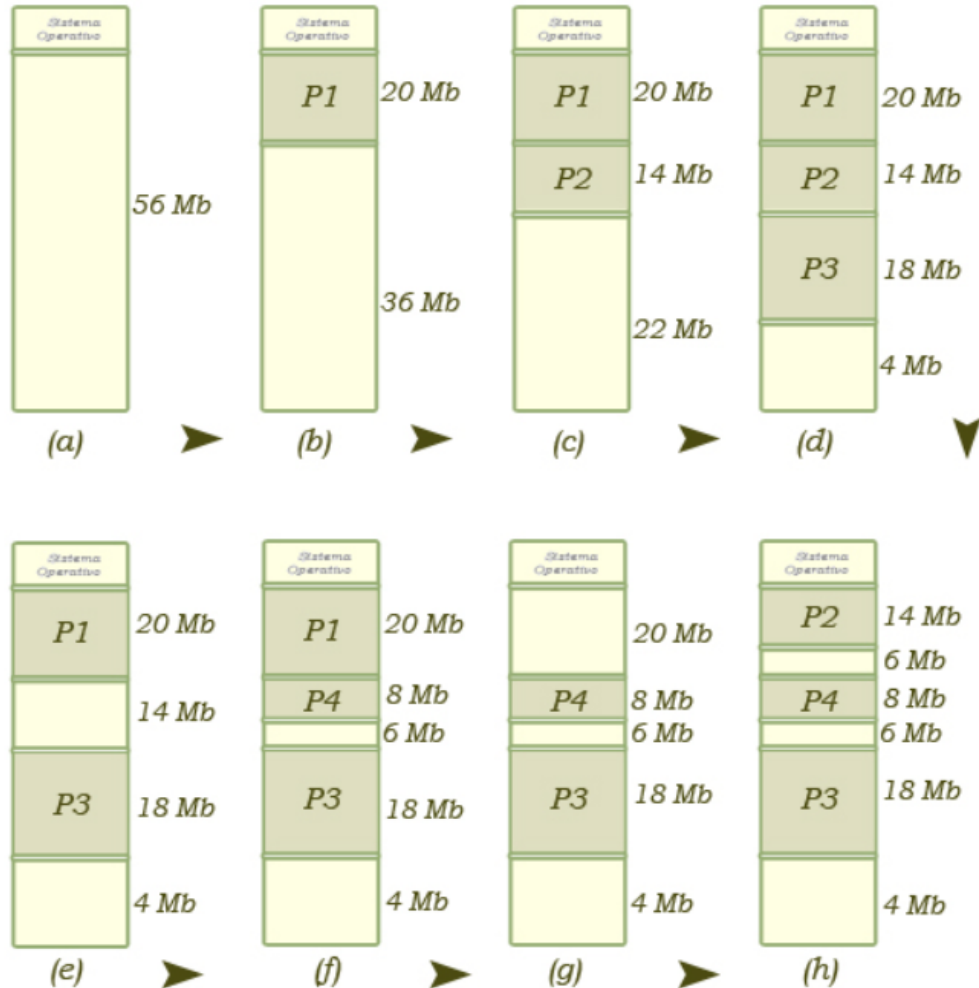 Sistema Sistema Sistema Sistema
Operativo Operativo Operativo Operativo
P1 20 Mb P1 20 Mb P1 20 Mb
P2 14 Mb P2 14 Mb
56 Mb
P3 18 Mb
36 Mb
22 Mb
4 Mb
(a) (b) (c) (d)
Sistema Sistema Sistema Sistema
Operativo Operativo Operativo Operativo
P1 20 Mb P1 20 Mb 20 Mb P2 14 Mb
6 Mb
14 Mb P4 8 Mb P4 8 Mb P4 8 Mb
6 Mb 6 Mb 6 Mb
P3 18 Mb P3 18 Mb P3 18 Mb P3 18 Mb
4 Mb 4 Mb 4 Mb 4 Mb
(e) (f) (g) (h)